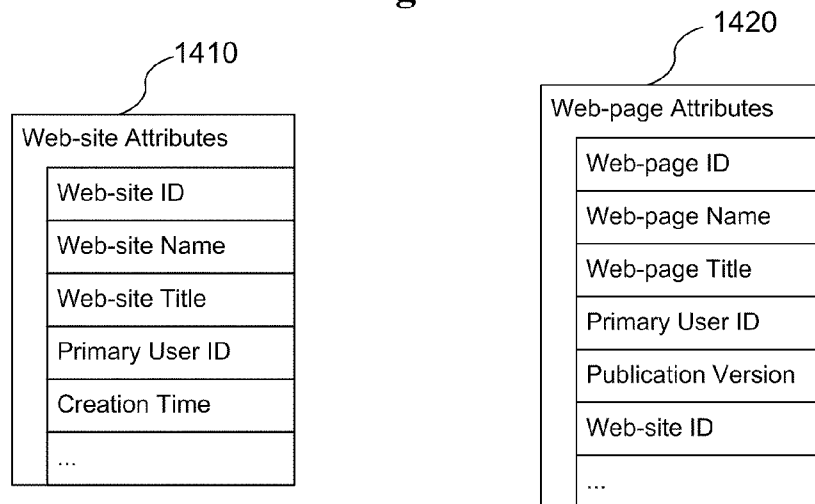 1410
Web-site Attributes
Web-site ID
Web-site Name
Web-site Title
Primary User ID
Creation Time
...
1420
Web-page Attributes
Web-page ID
Web-page Name
Web-page Title
Primary User ID
Publication Version
Web-site ID
...